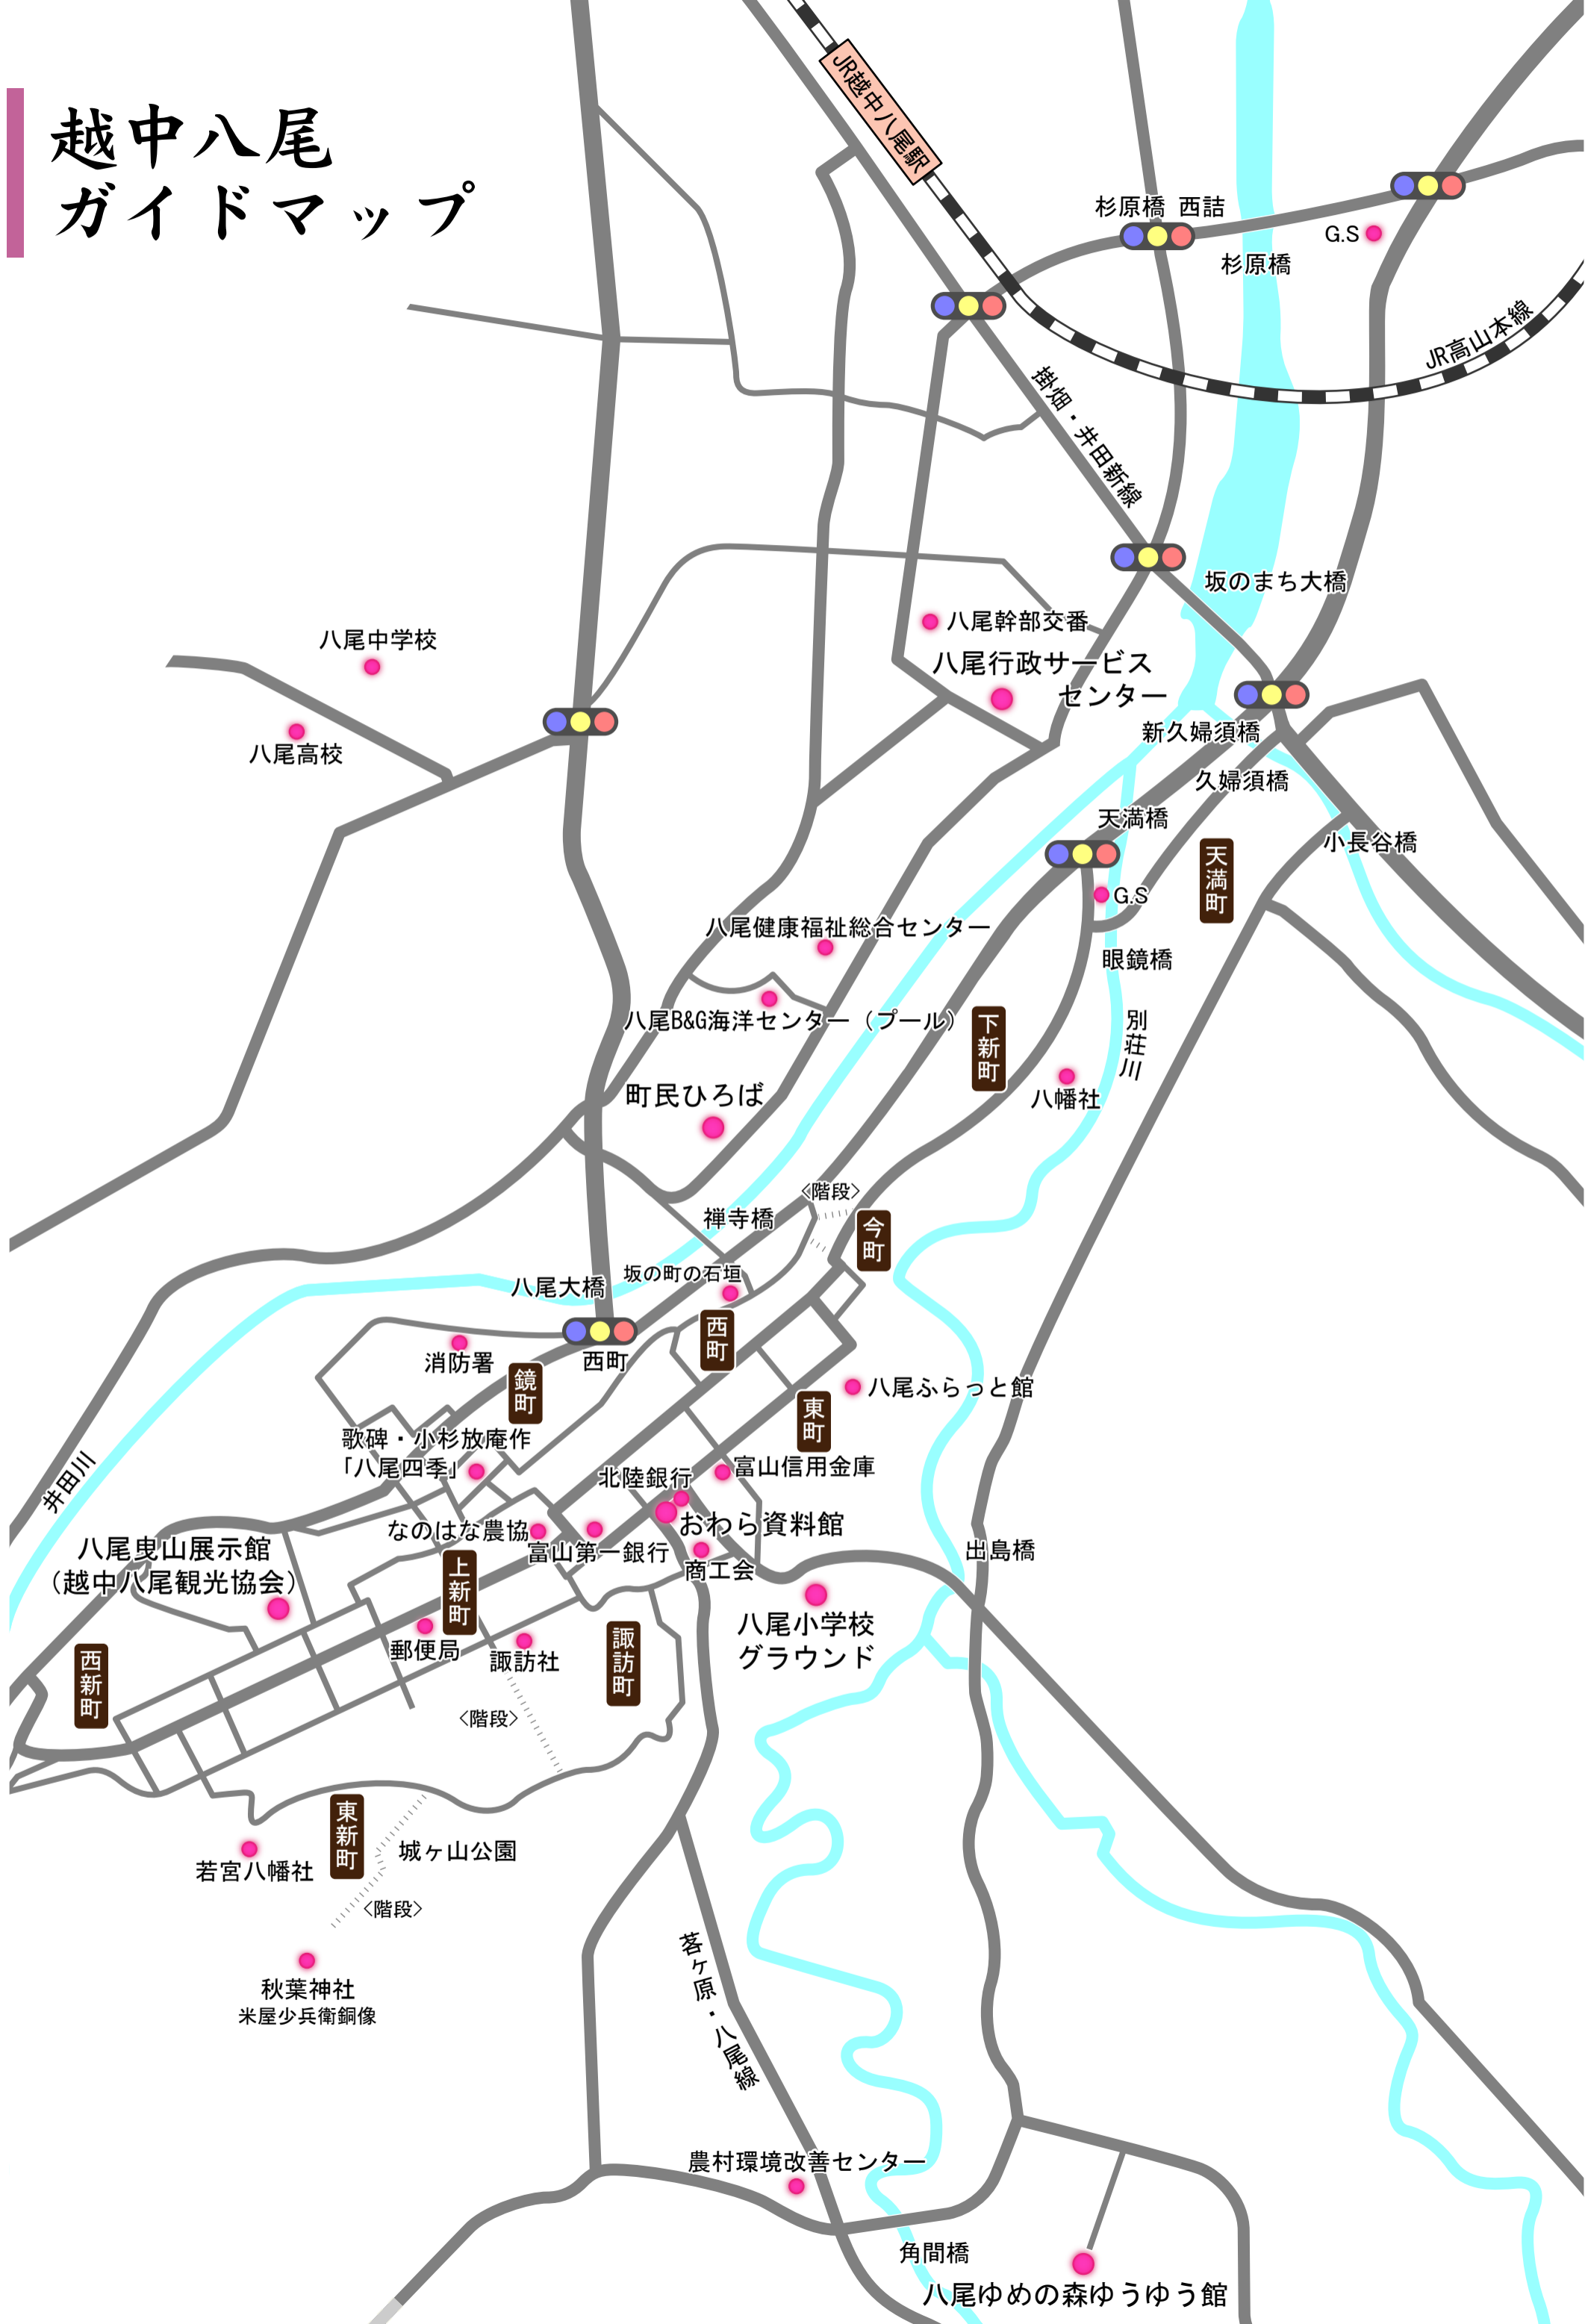 越中八尾
ガイドマップ
JR越中八尾駅
杉原橋 西詰
G.S
杉原橋
JR高山本線
掛畑・井田新線
坂のまち大橋
八尾幹部交番
八尾中学校
八尾行政サービス
センター
八尾高校
新久婦須橋
久婦須橋
天満橋
小長谷橋
天満町
G.S
八尾健康福祉総合センター
眼鏡橋
八尾B&G海洋センター（プール）
下新町
別荘川
町民ひろば
八幡社
〈階段〉
禅寺橋
今町
坂の町の石垣
八尾大橋
西町
西町
消防署
鏡町
八尾ふらっと館
東町
歌碑・小杉放庵作
「八尾四季」
富山信用金庫
北陸銀行
井田川
おわら資料館
なのはな農協
富山第一銀行
商工会
出島橋
八尾曳山展示館
（越中八尾観光協会）
上新町
八尾小学校
グラウンド
郵便局
諏訪社
諏訪町
西新町
〈階段〉
東新町
城ヶ山公園
若宮八幡社
〈階段〉
秋葉神社
米屋少兵衛銅像
茗ヶ原・八尾線
農村環境改善センター
角間橋
八尾ゆめの森ゆうゆう館